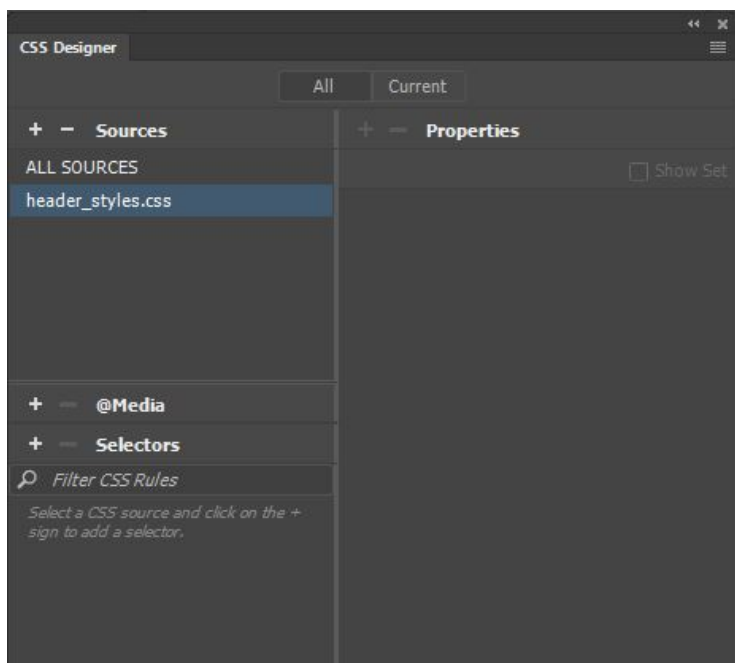 CSS Designer
All Current
+ - Sources
+ - Properties
ALL SOURCES
Show Set
header_styles.css
+ - @Media
+ - Selectors
Filter CSS Rules
Select a CSS source and click on the +
sign to add a selector.